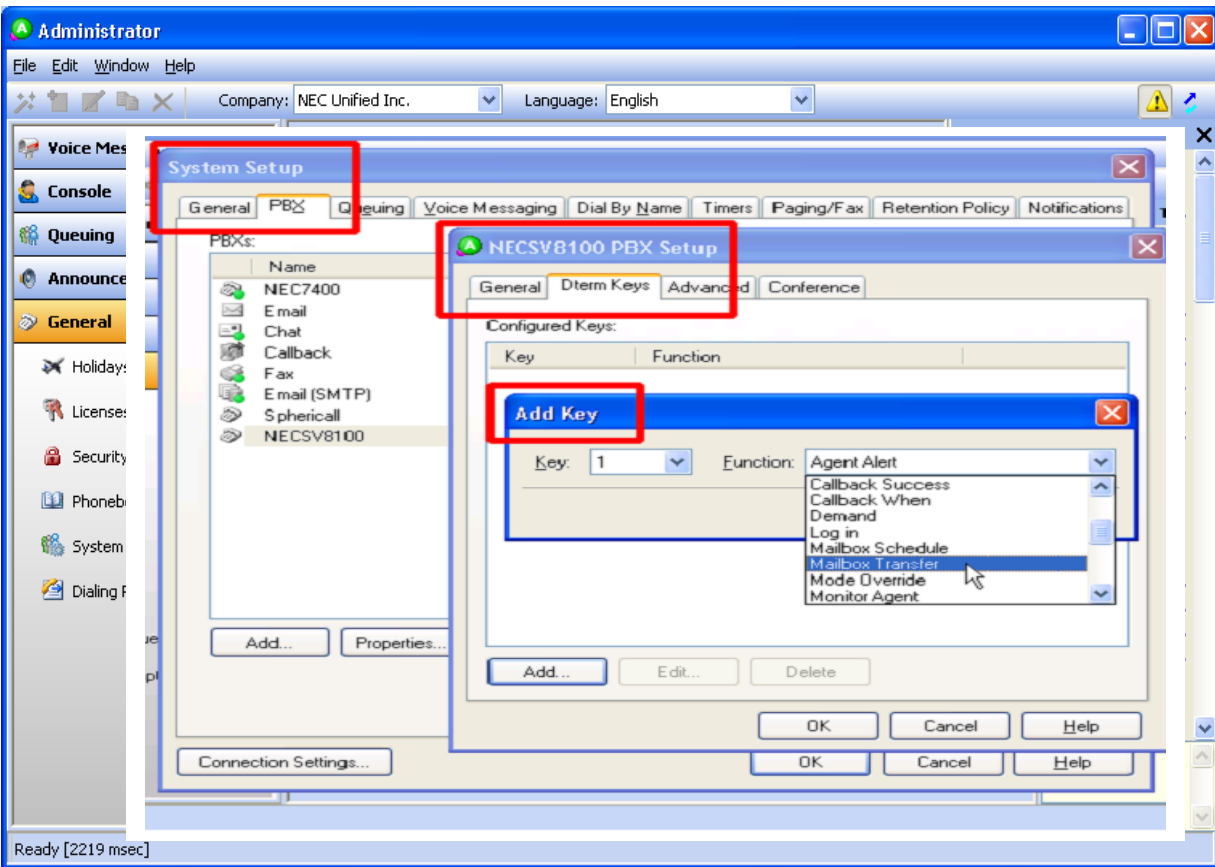 Administrator
File Edit Window Help
Company: NEC Unified Inc. Language: English
Voice Mes
Console
Queuing
Announce
General
Holidays
Licenses
Security
Phoneb
System
Dialing
System Setup
General PBX Queuing Voice Messaging Dial By Name Timers Paging/Fax Retention Policy Notifications
PBXs:
Name
NEC7400
Email
Chat
Callback
Fax
Email (SMTP)
Sphericall
NECSV8100
Add... Properties...
Connection Settings...
OK Cancel Help
NECSV8100 PBX Setup
General Dterm Keys Advanced Conference
Configured Keys:
Key Function
Add Key
Key: 1 Function: Agent Alert
Callback Success
Callback When
Demand
Log in
Mailbox Schedule
Mailbox Transfer
Mode Override
Monitor Agent
Add... Edit... Delete
OK Cancel Help
Ready [2219 msec]